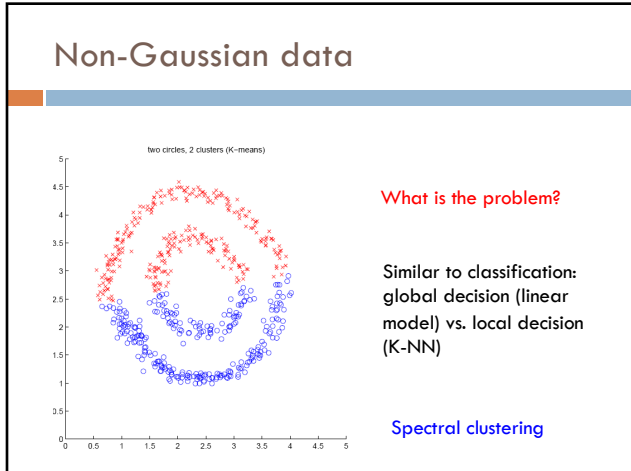 Non-Gaussian data
two circles, 2 clusters (K−means)
5
4.5
4
3.5
3
2.5
2
1.5
1
0.5
0
0 0.5 1 1.5 2 2.5 3 3.5 4 4.5 5
What is the problem?
Similar to classification:
global decision (linear
model) vs. local decision
(K-NN)
Spectral clustering